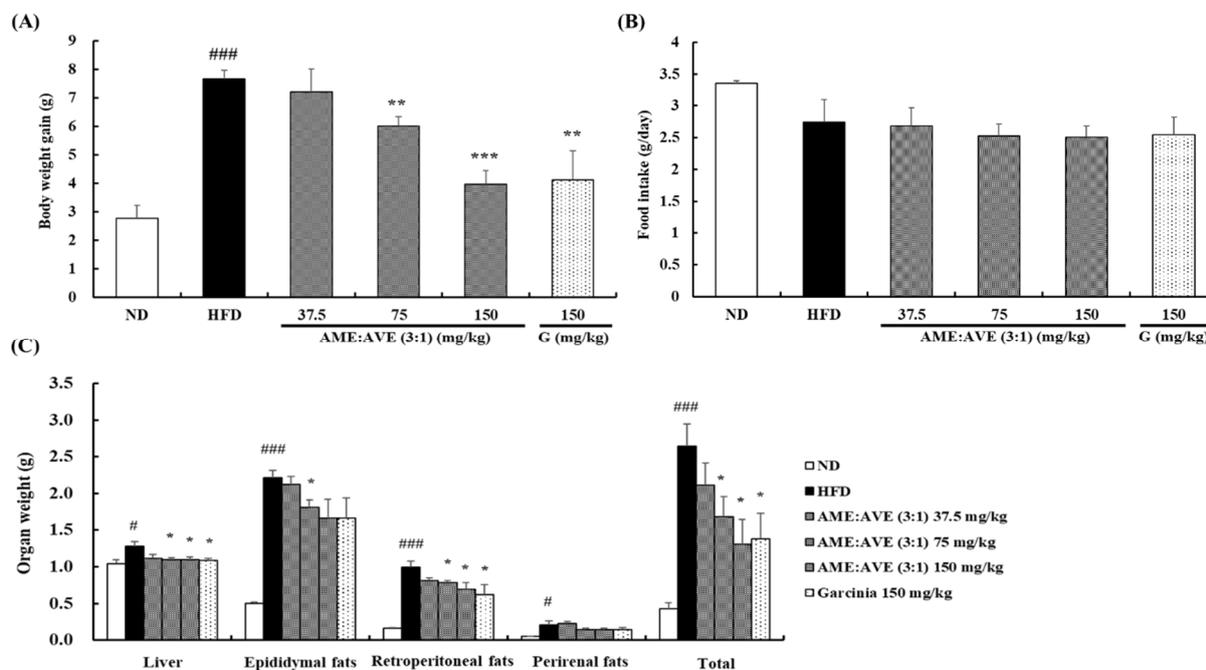 (A)
Body weight gain (g)
9
8
7
6
5
4
3
2
1
0
###
**
***
**
ND HFD 37.5 75 150 150
AME:AVE (3:1) (mg/kg) G (mg/kg)
(B)
Food intake (g/day)
4
3.5
3
2.5
2
1.5
1
0.5
0
ND HFD 37.5 75 150 150
AME:AVE (3:1) (mg/kg) G (mg/kg)
(C)
Organ weight (g)
3.5
3.0
2.5
2.0
1.5
1.0
0.5
0.0
# * * *
### *
### * * *
#
### * * *
Liver Epididymal fats Retroperitoneal fats Perirenal fats Total
ND
HFD
AME:AVE (3:1) 37.5 mg/kg
AME:AVE (3:1) 75 mg/kg
AME:AVE (3:1) 150 mg/kg
Garcinia 150 mg/kg